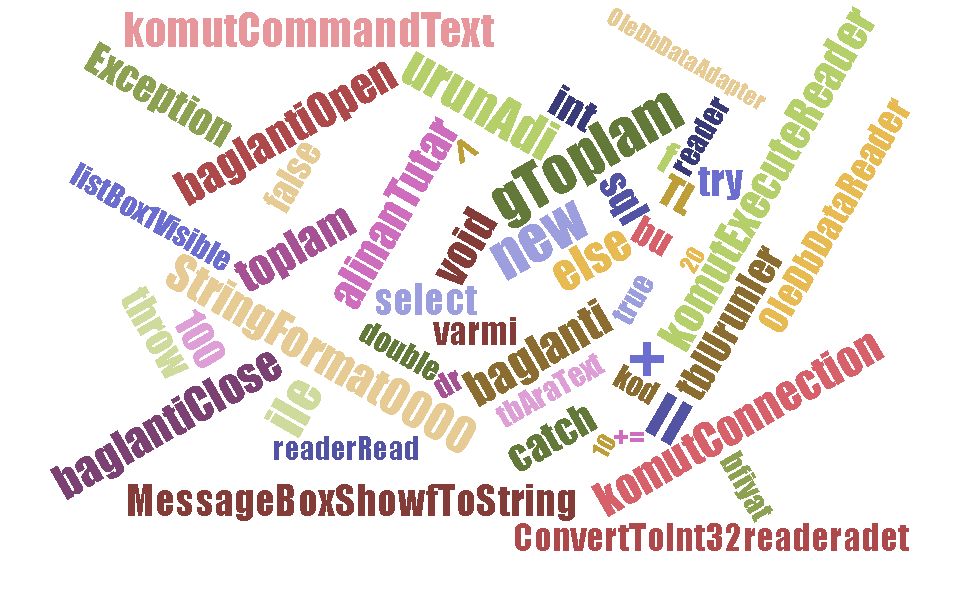 komutCommandText
OleDbDataAdapter
Exception
baglantiOpen
urunAdi
int
gToplam
reader
komutExecuteReader
OleDbDataReader
false
alinanTutar
<
f
TL
try
sql
listBox1Visible
toplam
void
new
else
bu
20
StringFormat0000
select
true
varmi
throw
100
double
dr
baglanti
+
tblUrunler
kod
tbAraText
baglantiClose
ile
readerRead
catch
10
+=
||
komutConnection
bfiyat
MessageBoxShowfToString
ConvertToInt32readeradet